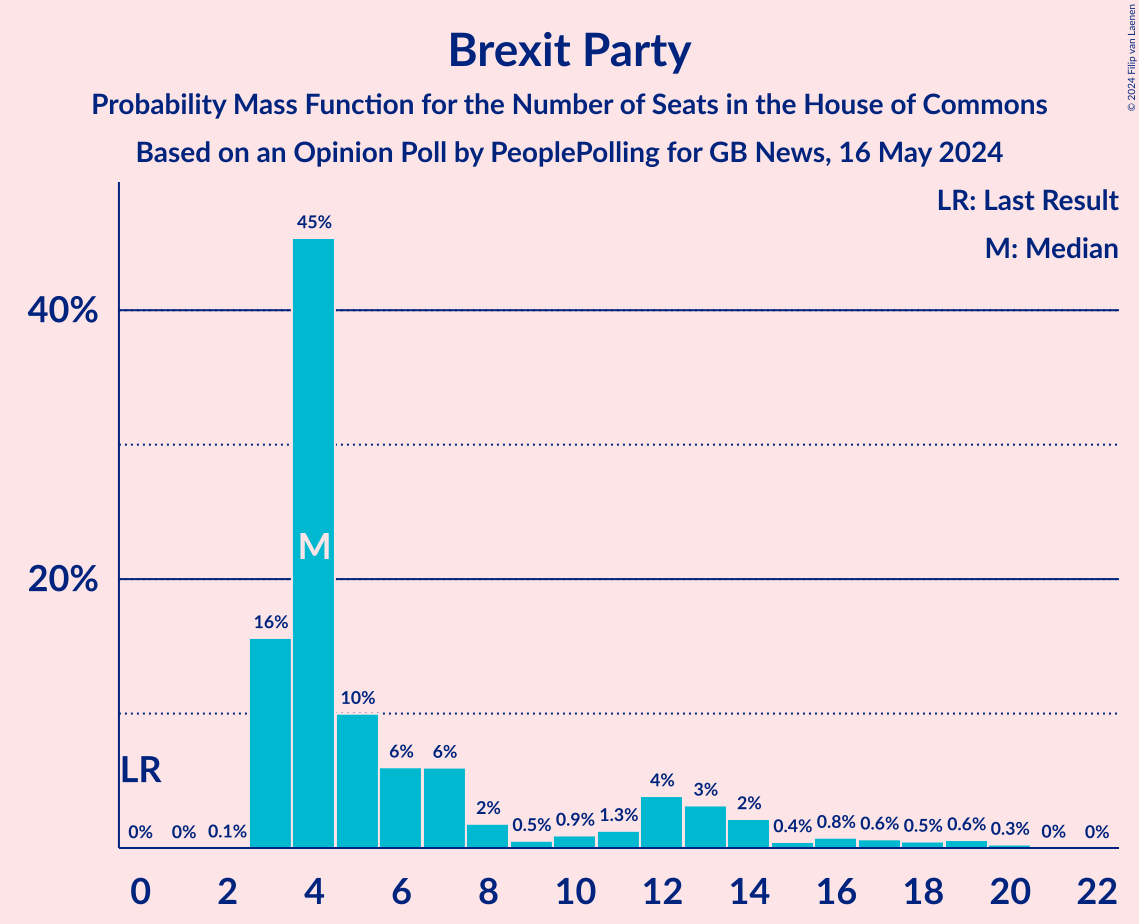 Brexit Party
Probability Mass Function for the Number of Seats in the House of Commons
Based on an Opinion Poll by PeoplePolling for GB News, 16 May 2024
© 2024 Filip van Laenen
LR: Last Result
M: Median
45%
40%
M
20%
16%
10%
LR
6% 6%
4%
3%
2% 2%
0% 0% 0.1% 0.5% 0.9% 1.3% 0.4% 0.8% 0.6% 0.5% 0.6% 0.3% 0% 0%
0 2 4 6 8 10 12 14 16 18 20 22